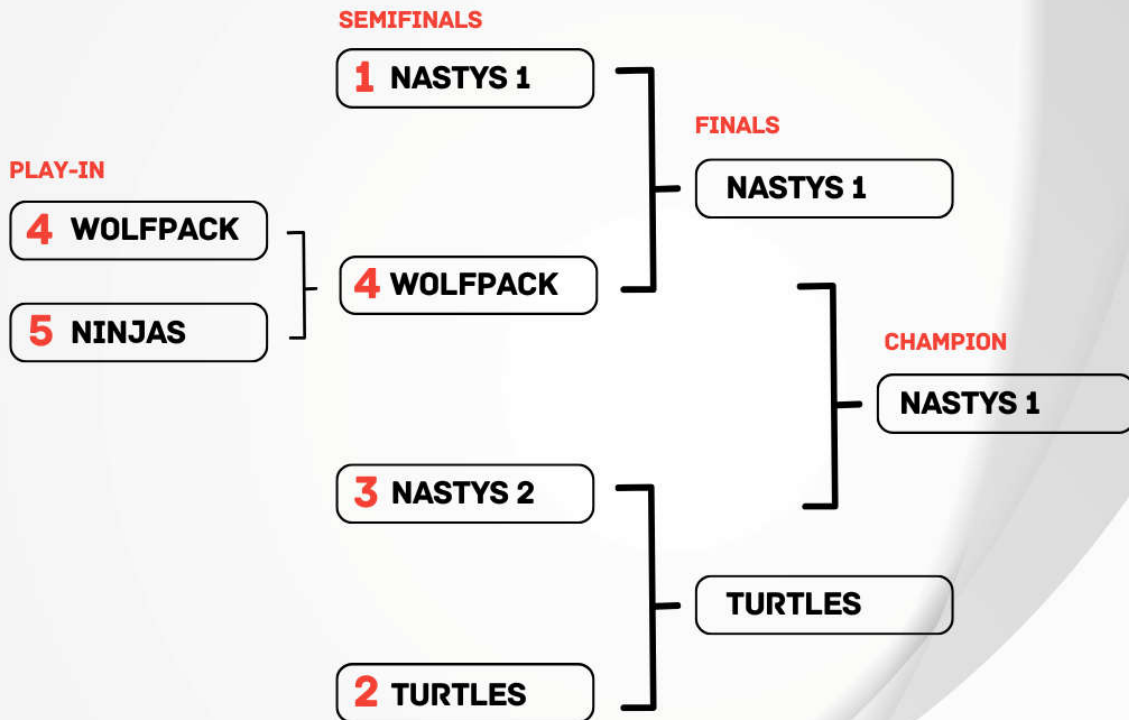 SEMIFINALS
1 NASTYS 1
FINALS
PLAY-IN
NASTYS 1
4 WOLFPACK
4 WOLFPACK
5 NINJAS
CHAMPION
NASTYS 1
3 NASTYS 2
TURTLES
2 TURTLES